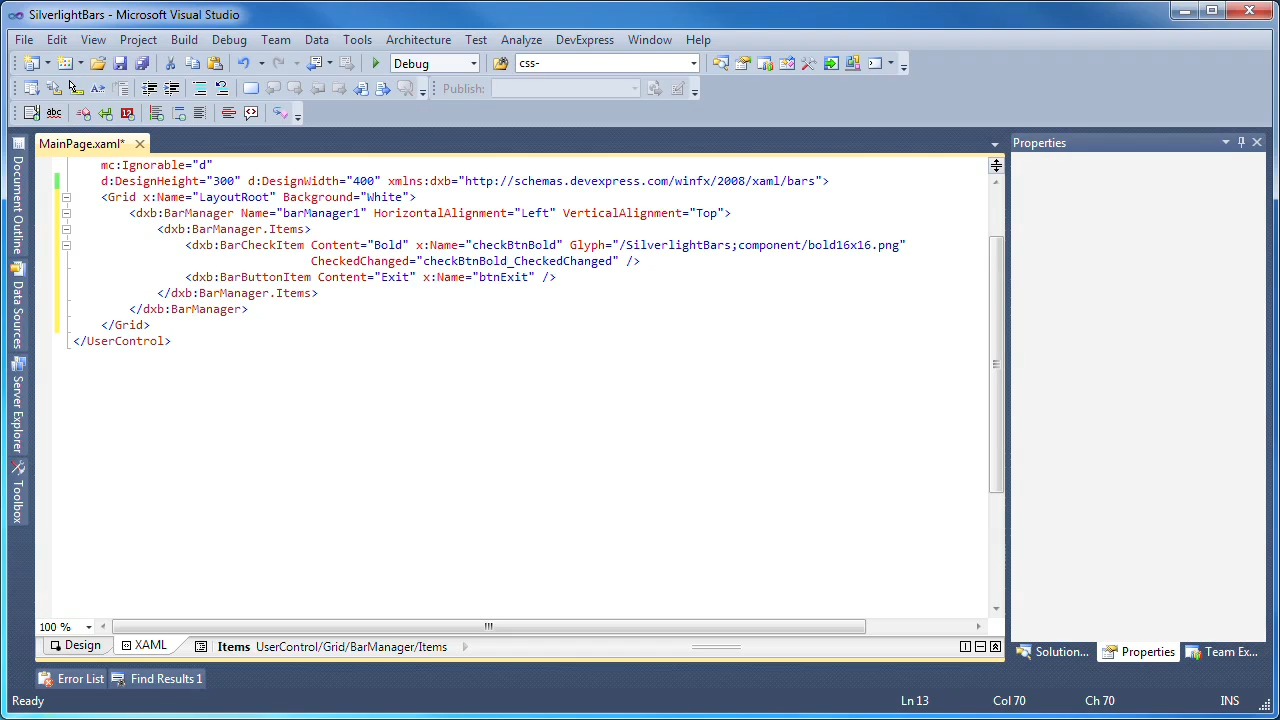 SilverlightBars - Microsoft Visual Studio
File Edit View Project Build Debug Team Data Tools Architecture Test Analyze DevExpress Window Help
Debug css-
Publish:
abc
MainPage.xaml*
Properties
mc:Ignorable="d"
d:DesignHeight="300" d:DesignWidth="400" xmlns:dxb="http://schemas.devexpress.com/winfx/2008/xaml/bars">
<Grid x:Name="LayoutRoot" Background="White">
<dxb:BarManager Name="barManager1" HorizontalAlignment="Left" VerticalAlignment="Top">
<dxb:BarManager.Items>
<dxb:BarCheckItem Content="Bold" x:Name="checkBtnBold" Glyph="/SilverlightBars;component/bold16x16.png"
CheckedChanged="checkBtnBold_CheckedChanged" />
<dxb:BarButtonItem Content="Exit" x:Name="btnExit" />
</dxb:BarManager.Items>
</dxb:BarManager>
</Grid>
</UserControl>
Document Outline
Data Sources
Server Explorer
Toolbox
100 %
Design XAML Items UserControl/Grid/BarManager/Items
Solution... Properties Team Ex...
Error List Find Results 1
Ready Ln 13 Col 70 Ch 70 INS